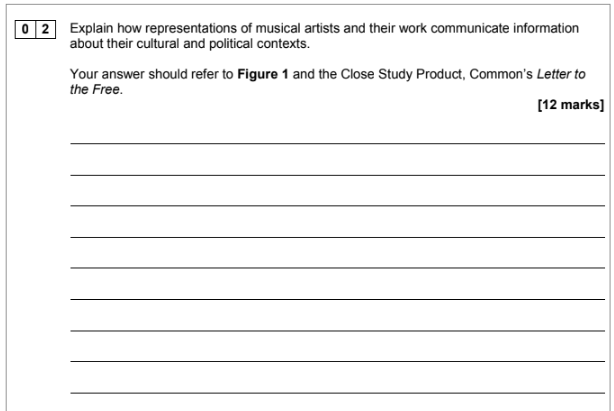 0 2 Explain how representations of musical artists and their work communicate information
about their cultural and political contexts.
Your answer should refer to Figure 1 and the Close Study Product, Common's Letter to
the Free.
[12 marks]